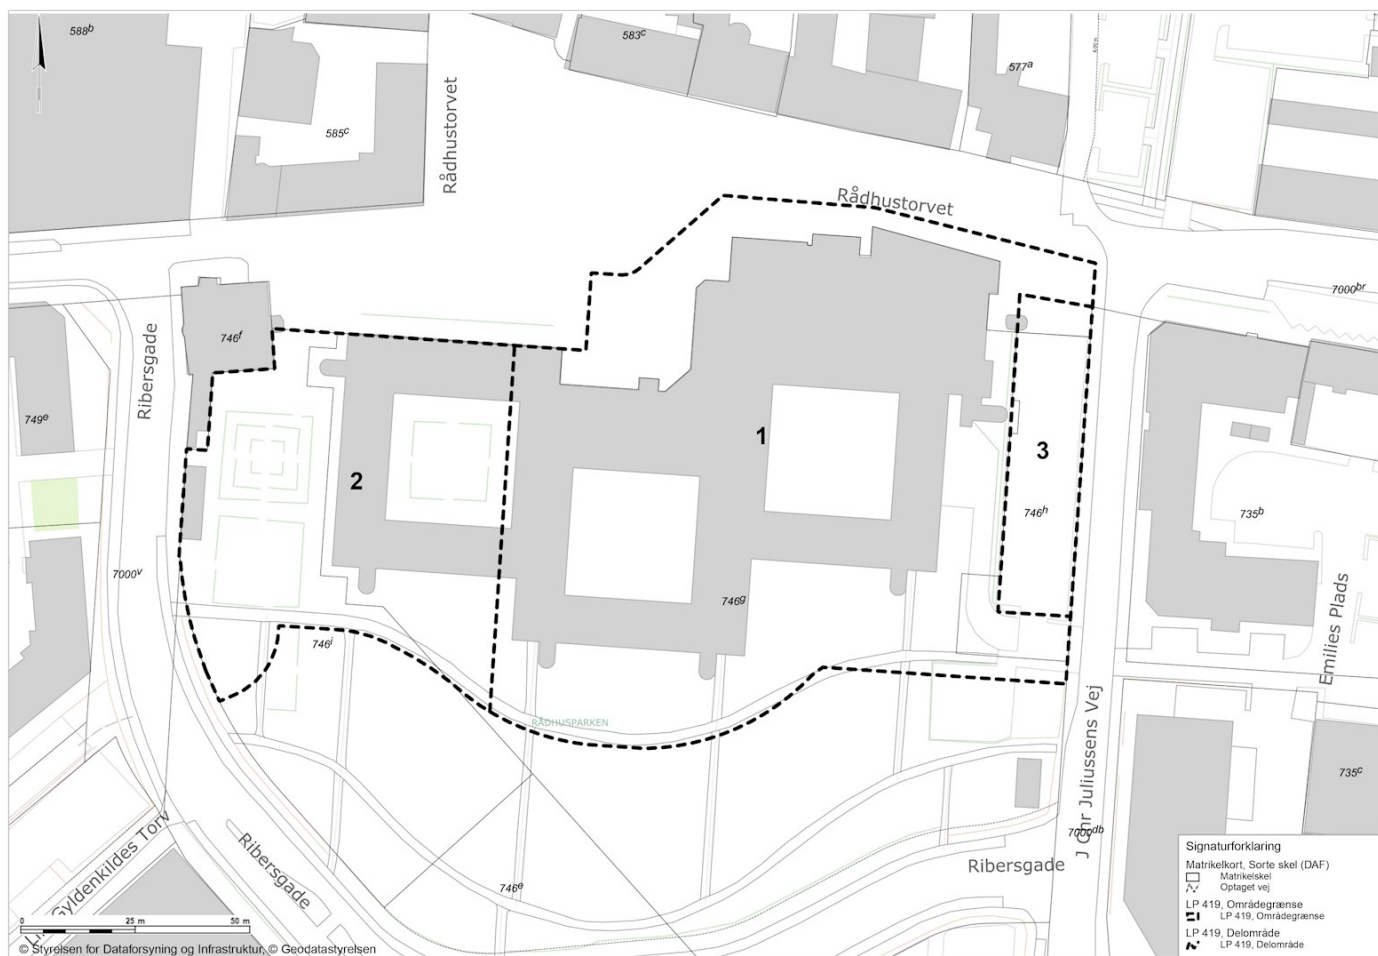 588b
583c
577a
585c
Rådhustorvet
Rådhustorvet
7000br
746f
Ribersgade
749e
1
2
3
746h
735b
7000v
746g
746i
Emilies Plads
RÅDHUSPARKEN
J Chr Juliussens Vej
735c
7000db
Ribersgade
Ribersgade
Gyldenkildes Torv
746e
0 25 m 50 m
© Styrelsen for Dataforsyning og Infrastruktur, © Geodatastyrelsen
Signaturforklaring
Matrikelkort, Sorte skel (DAF)
Matrikelskel
Optaget vej
LP 419, Områdegrænse
LP 419, Områdegrænse
LP 419, Delområde
LP 419, Delområde